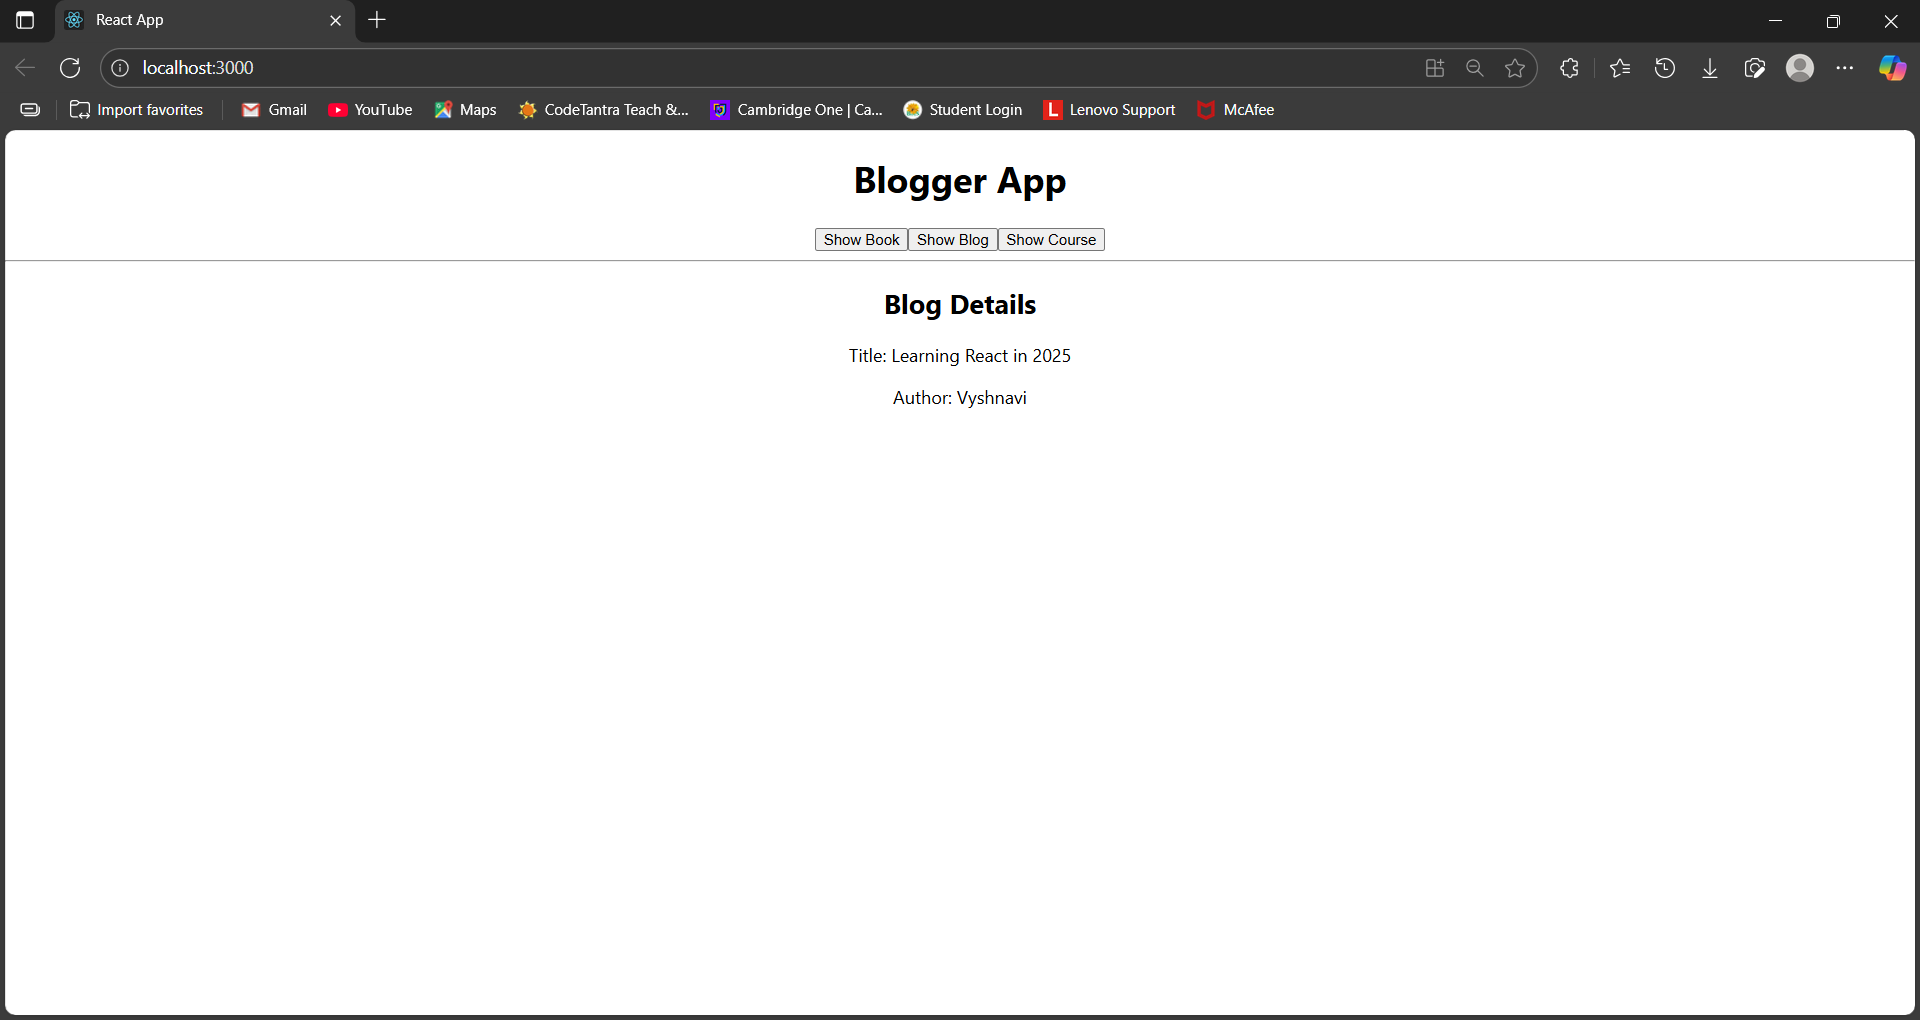 React App
localhost:3000
Import favorites Gmail YouTube Maps CodeTantra Teach &... Cambridge One | Ca... Student Login L Lenovo Support McAfee
Blogger App
Show Book Show Blog Show Course
Blog Details
Title: Learning React in 2025
Author: Vyshnavi